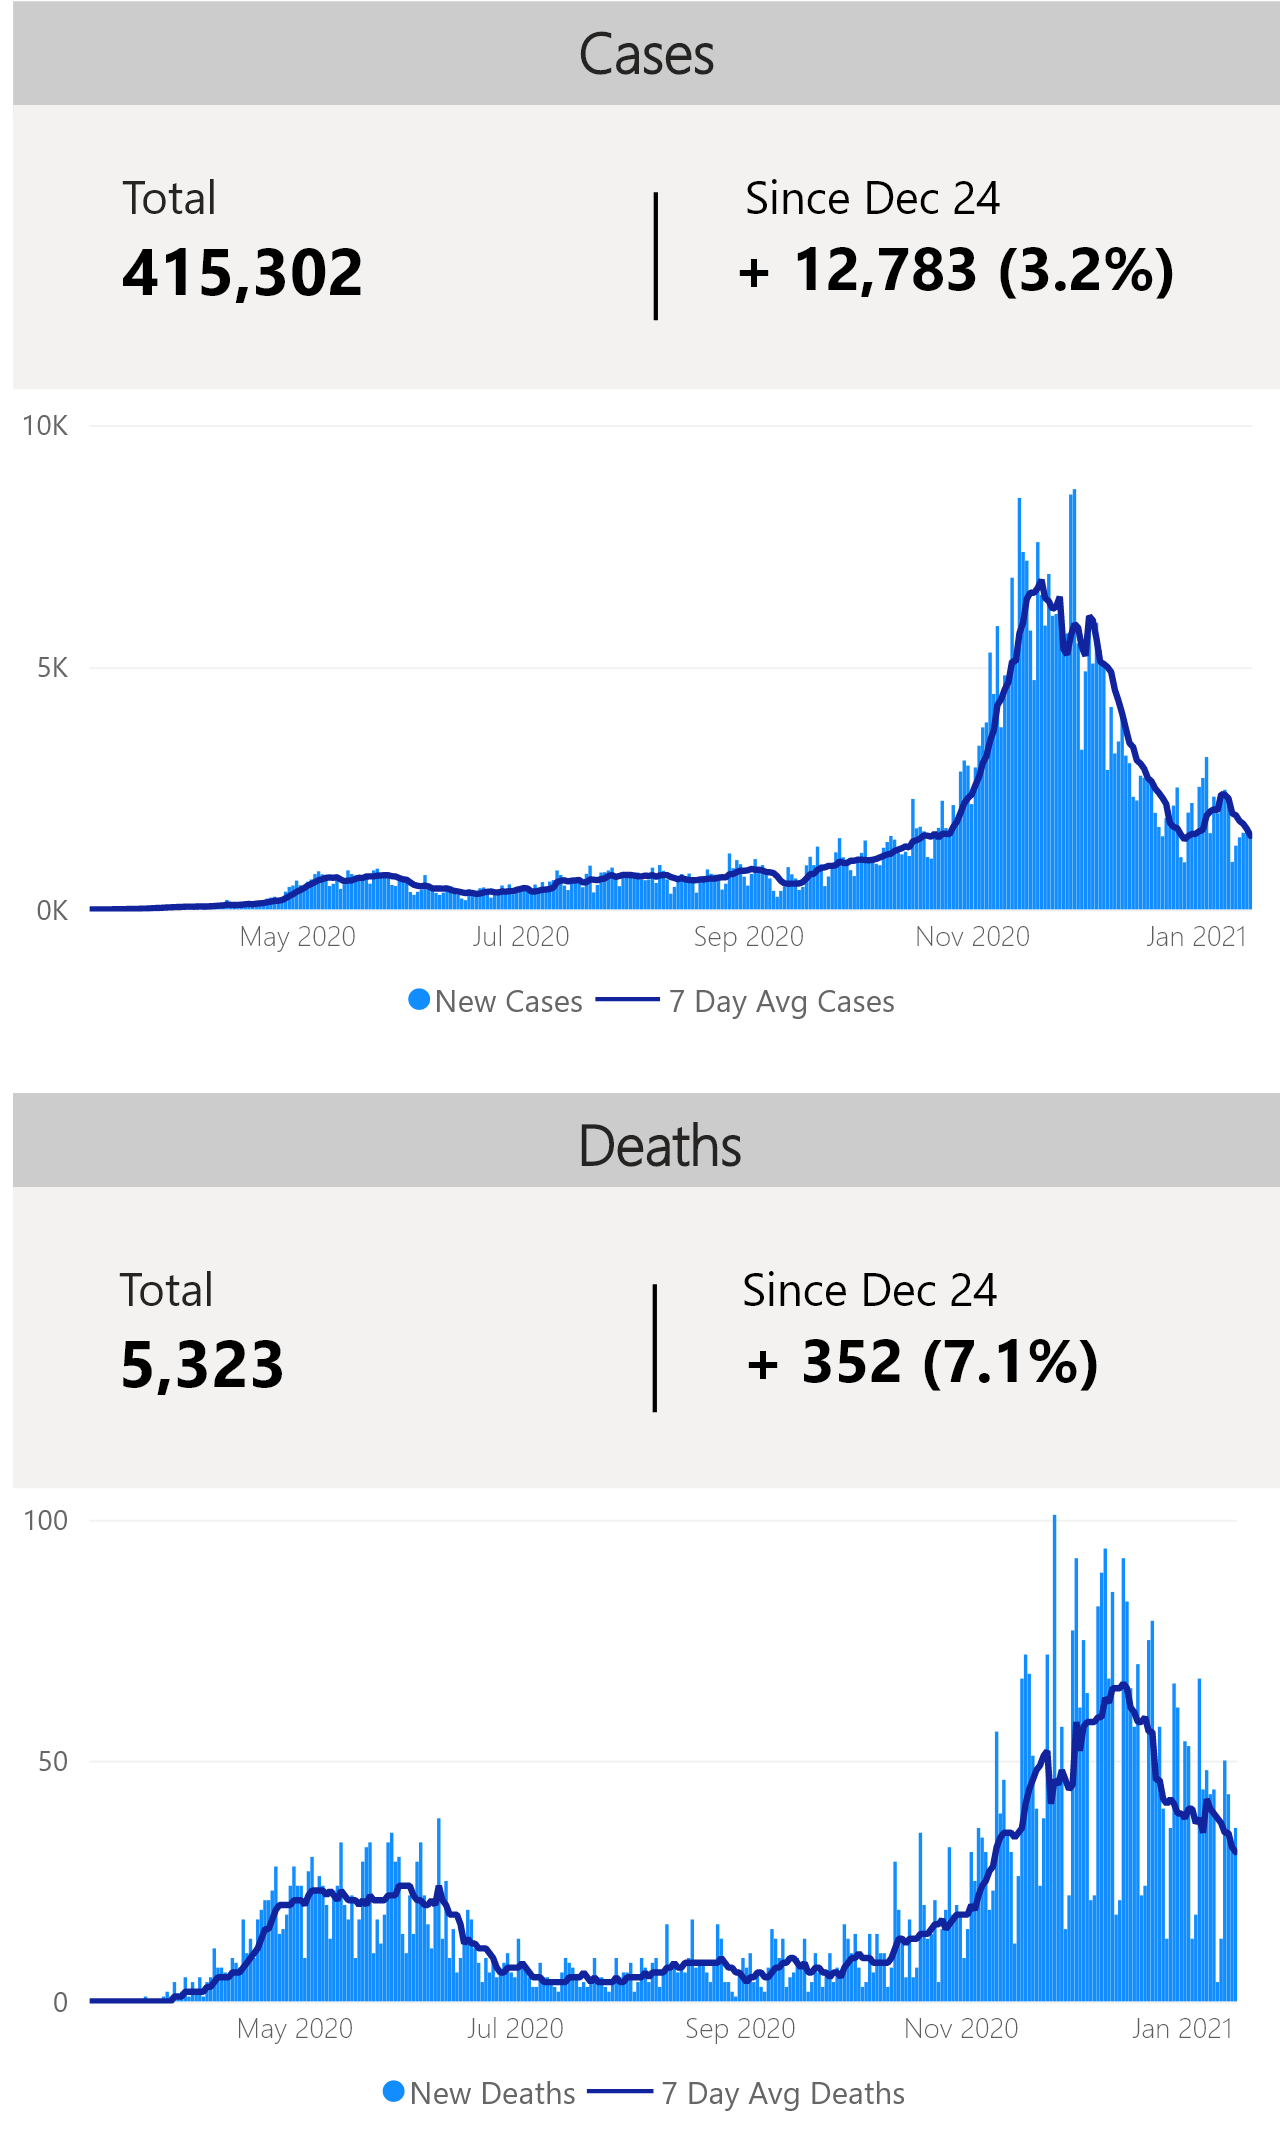 Cases
Total
Since Dec 24
415,302
+ 12,783 (3.2%)
10K
5K
0K
May 2020
Jul 2020
Sep 2020
Nov 2020
Jan 2021
New Cases
7 Day Avg Cases
Deaths
Total
Since Dec 24
5,323
+ 352 (7.1%)
100
50
0
May 2020
Jul 2020
Sep 2020
Nov 2020
Jan 2021
New Deaths
7 Day Avg Deaths